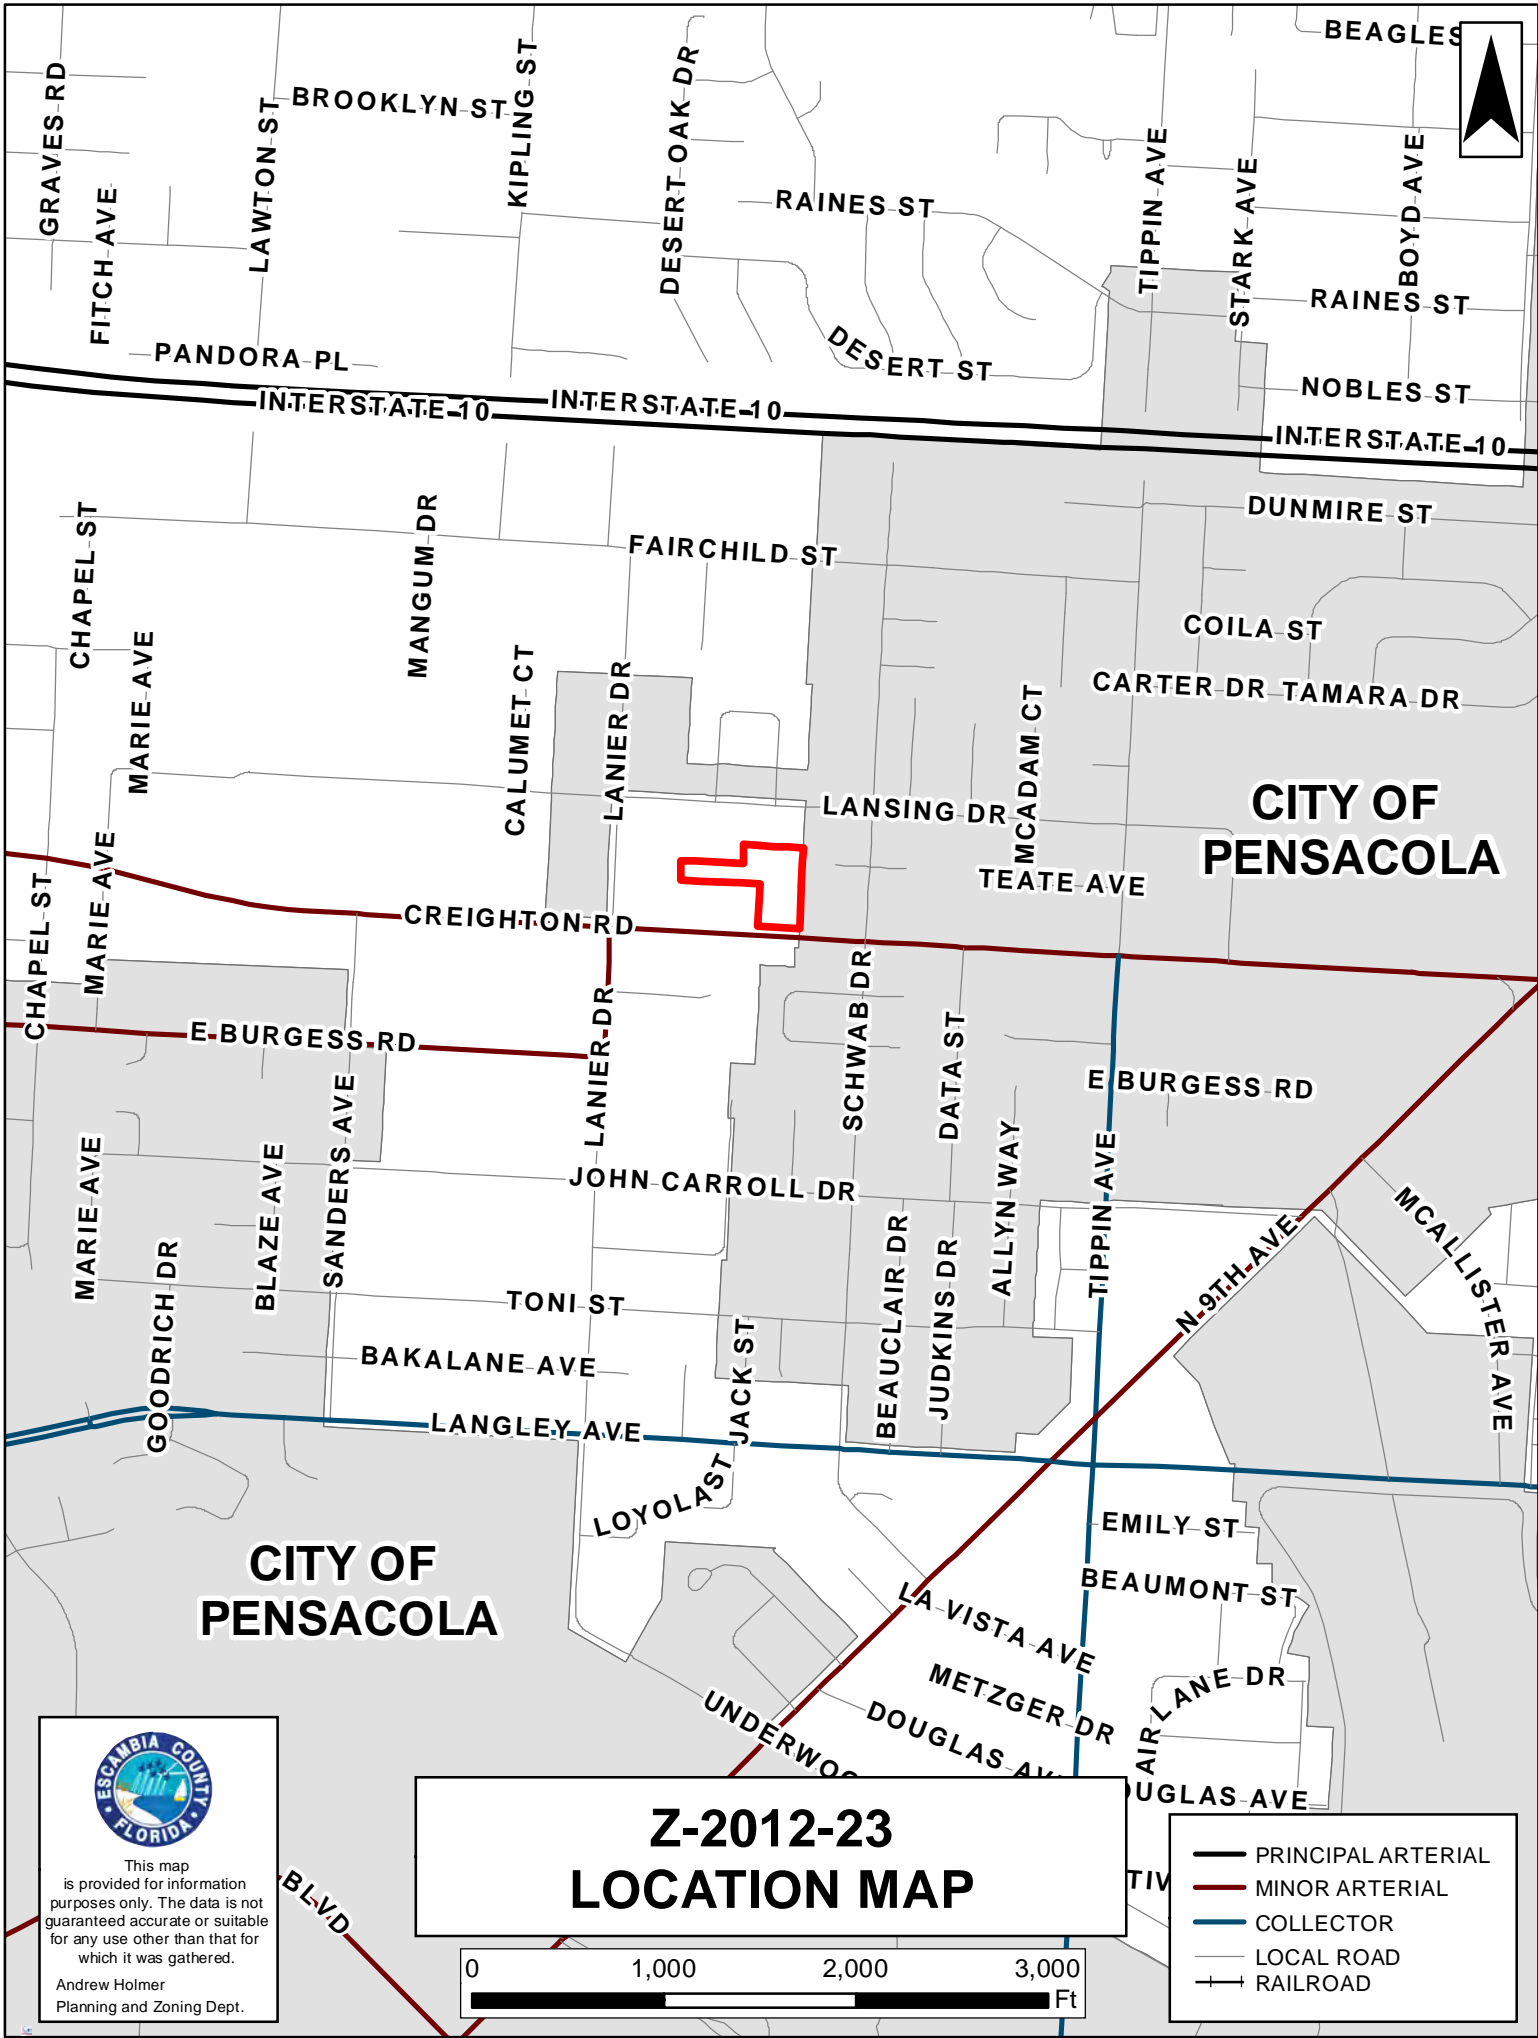 BEAGLES
GRAVES RD
BROOKLYN ST
KIPLING ST
DESERT OAK DR
LAWTON ST
FITCH AVE
RAINES ST
TIPPIN AVE
STARK AVE
BOYD AVE
RAINES ST
PANDORA PL
DESERT ST
NOBLES ST
INTERSTATE 10
INTERSTATE 10
INTERSTATE 10
DUNMIRE ST
CHAPEL ST
MANGUM DR
FAIRCHILD ST
COILA ST
MARIE AVE
CALUMET CT
LANIER DR
MCADAM CT
CARTER DR
TAMARA DR
LANSING DR
CITY OF
PENSACOLA
TEATE AVE
MARIE AVE
CHAPEL ST
CREIGHTON RD
E BURGESS RD
LANIER DR
SCHWAB DR
DATA ST
E BURGESS RD
SANDERS AVE
MARIE AVE
BLAZE AVE
GOODRICH DR
JOHN CARROLL DR
ALLYN WAY
TIPPIN AVE
BEAUCLAIR DR
JUDKINS DR
N 9TH AVE
MCALLISTER AVE
TONI ST
BAKALANE AVE
JACK ST
LANGLEY AVE
LOYOLA ST
EMILY ST
BEAUMONT ST
CITY OF
PENSACOLA
LA VISTA AVE
METZGER DR
AIRLANE DR
UNDERWOO
DOUGLAS AV
OUGLAS AVE
TIV
BLVD
ESCAMBIA COUNTY
FLORIDA
This map
is provided for information
purposes only. The data is not
guaranteed accurate or suitable
for any use other than that for
which it was gathered.
Andrew Holmer
Planning and Zoning Dept.
Z-2012-23
LOCATION MAP
0 1,000 2,000 3,000
Ft
PRINCIPAL ARTERIAL
MINOR ARTERIAL
COLLECTOR
LOCAL ROAD
RAILROAD